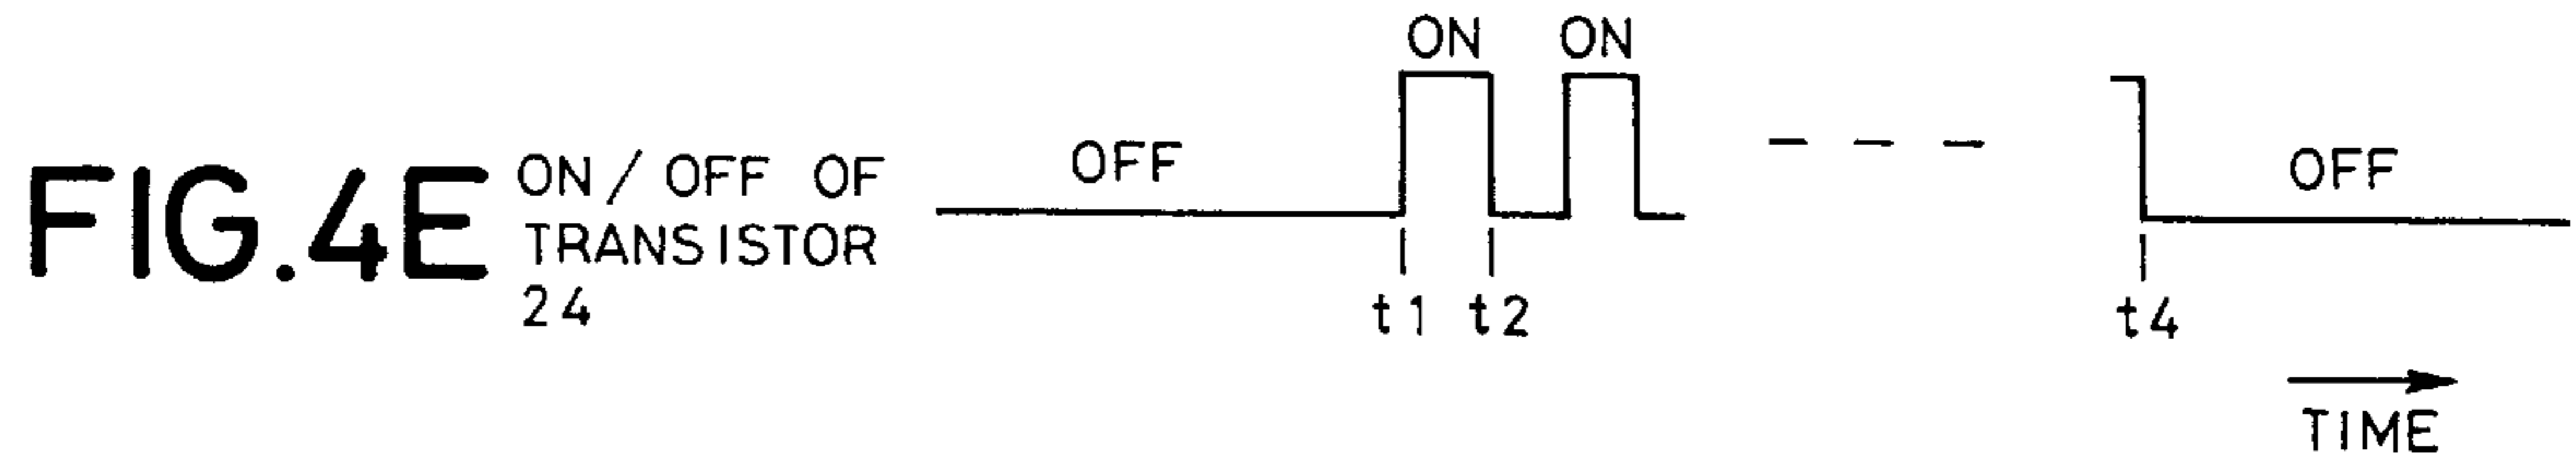 FIG.4E
ON/OFF OF
TRANSISTOR
24
OFF
ON
ON
OFF
t1
t2
t4
TIME